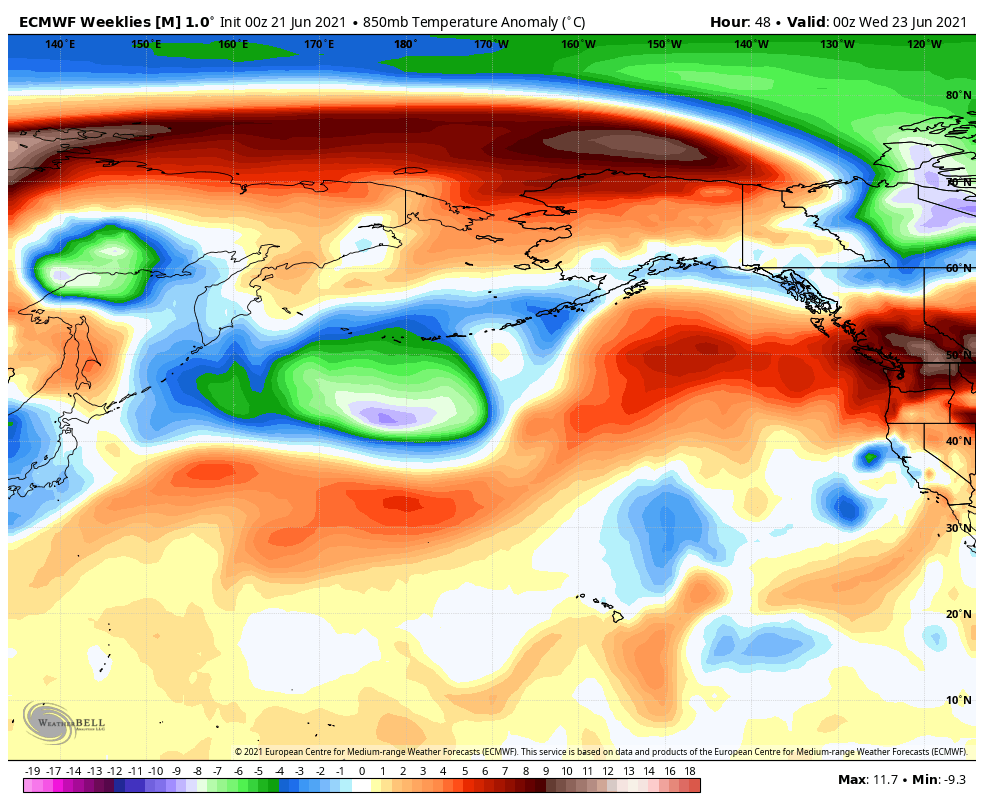 ECMWF Weeklies [M] 1.0° Init 00z 21 Jun 2021 • 850mb Temperature Anomaly (°C)
Hour: 48 • Valid: 00z Wed 23 Jun 2021
140°E 150°E 160°E 170°E 180° 170°W 160°W 150°W 140°W 130°W 120°W
80°N
70°N
60°N
50°N
40°N
30°N
20°N
10°N
WEATHERBELL
© 2021 European Centre for Medium-range Weather Forecasts (ECMWF). This service is based on data and products of the European Centre for Medium-range Weather Forecasts (ECMWF).
-19 -17 -14 -13 -12 -11 -10 -9 -8 -7 -6 -5 -4 -3 -2 -1 0 1 2 3 4 5 6 7 8 9 10 11 12 13 14 16 18
Max: 11.7 • Min: -9.3